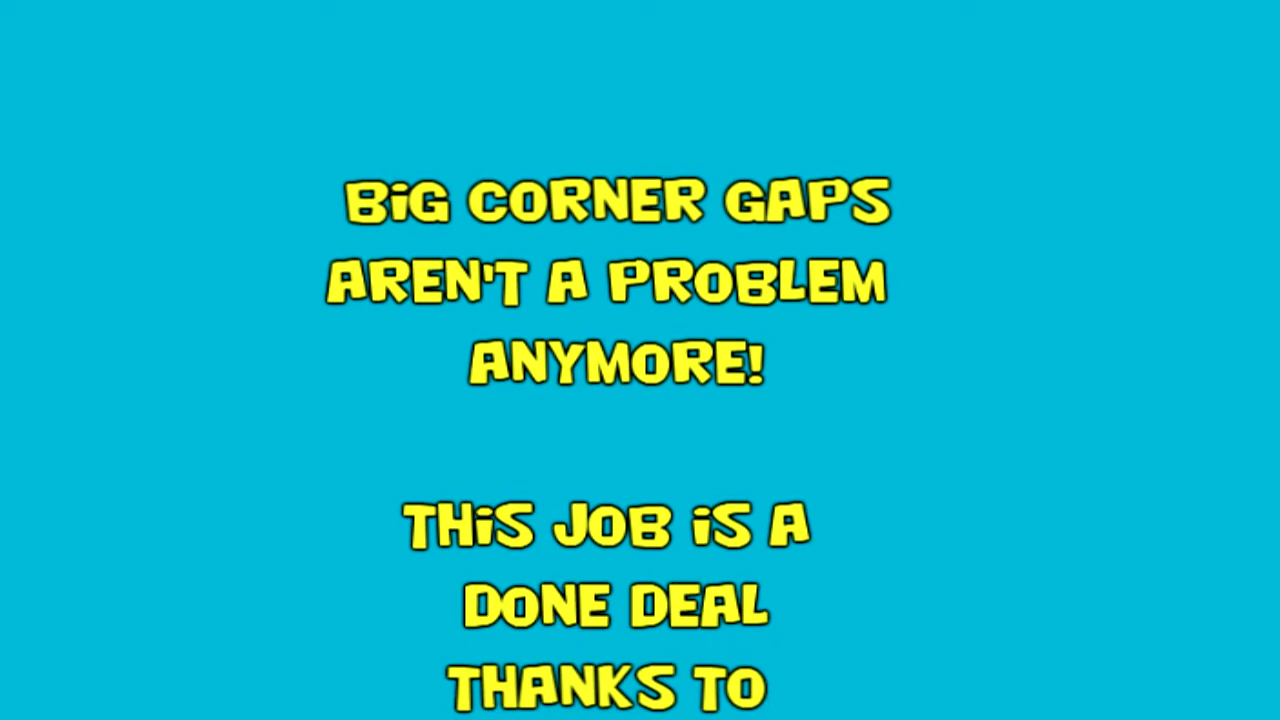 BiG CORNER GAPS
AREN'T A PROBLEM
ANYMORE!
THiS JOB iS A
DONE DEAL
THANKS TO